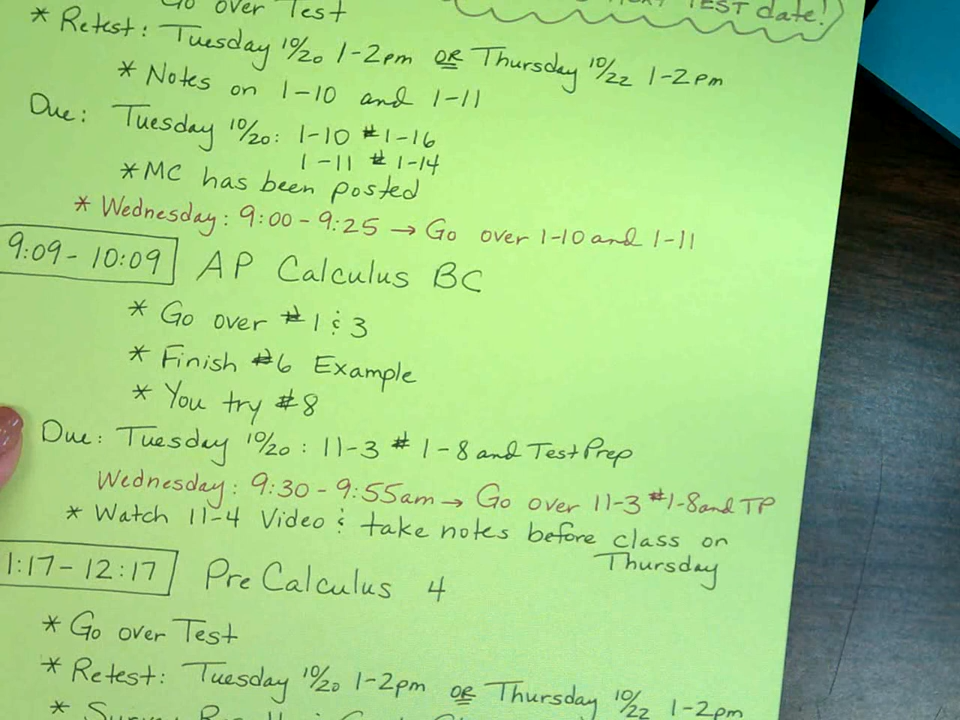 Go over Test
TEST date!
* Retest: Tuesday 10/20 1-2pm OR Thursday 10/22 1-2pm
* Notes on 1-10 and 1-11
Due: Tuesday 10/20: 1-10 #1-16
1-11 #1-14
* MC has been posted
* Wednesday: 9:00 - 9:25 → Go over 1-10 and 1-11
9:09 - 10:09 AP Calculus BC
* Go over #1 & 3
* Finish #6 Example
* You try #8
Due: Tuesday 10/20: 11-3 # 1-8 and Test Prep
Wednesday: 9:30 - 9:55am → Go over 11-3 #1-8 and TP
* Watch 11-4 Video & take notes before class on
Thursday
1:17 - 12:17 PreCalculus 4
* Go over Test
* Retest: Tuesday 10/20 1-2pm OR Thursday 10/22 1-2pm